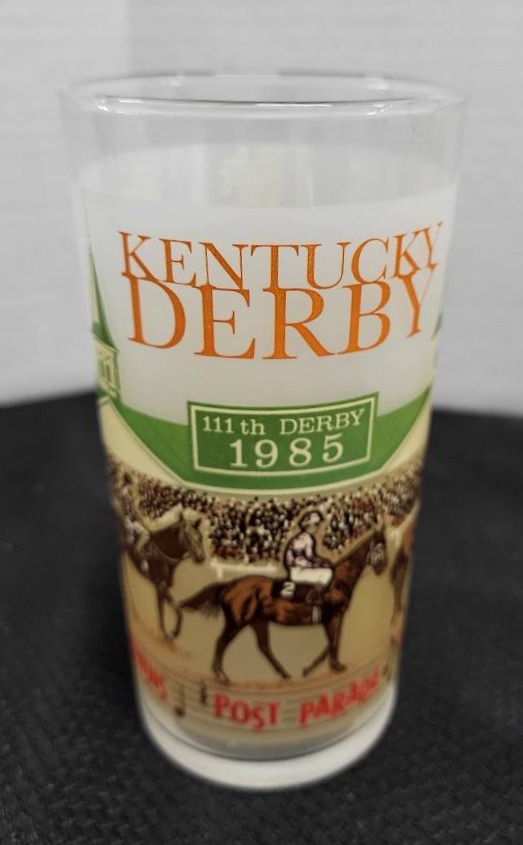 KENTUCKY
DERBY
111th DERBY
1985
2
POST PARADE